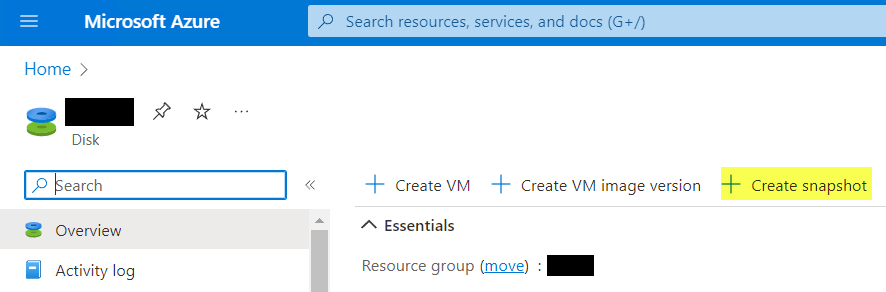 Microsoft Azure
Search resources, services, and docs (G+/)
Home
Disk
Search
Create VM
Create VM image version
Create snapshot
Overview
Essentials
Activity log
Resource group (move) :